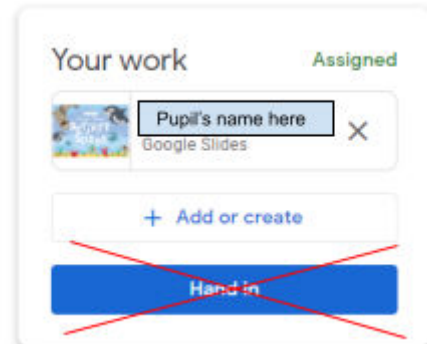 Your work
Assigned
Pupil's name here
Google Slides
+ Add or create
Hand in